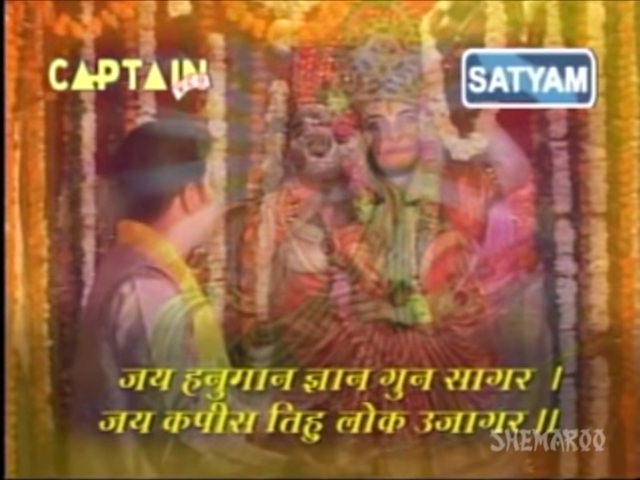 CAPTAIN
SATYAM
जय हनुमान ज्ञान गुन सागर ।
जय कपीस तिहु लोक उजागर ॥
SHEMAROO